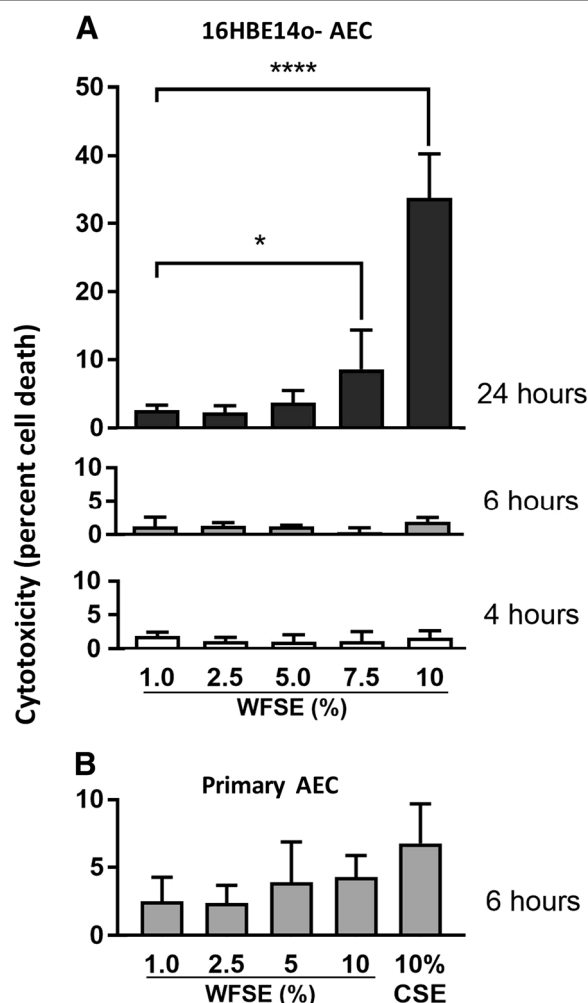 A
16HBE14o- AEC
****
*
50
40
30
20
10
0
24 hours
10
5
0
6 hours
10
5
0
4 hours
1.0 2.5 5.0 7.5 10
WFSE (%)
Cytotoxicity (percent cell death)
B
Primary AEC
10
5
0
6 hours
1.0 2.5 5 10 10%
WFSE (%) CSE